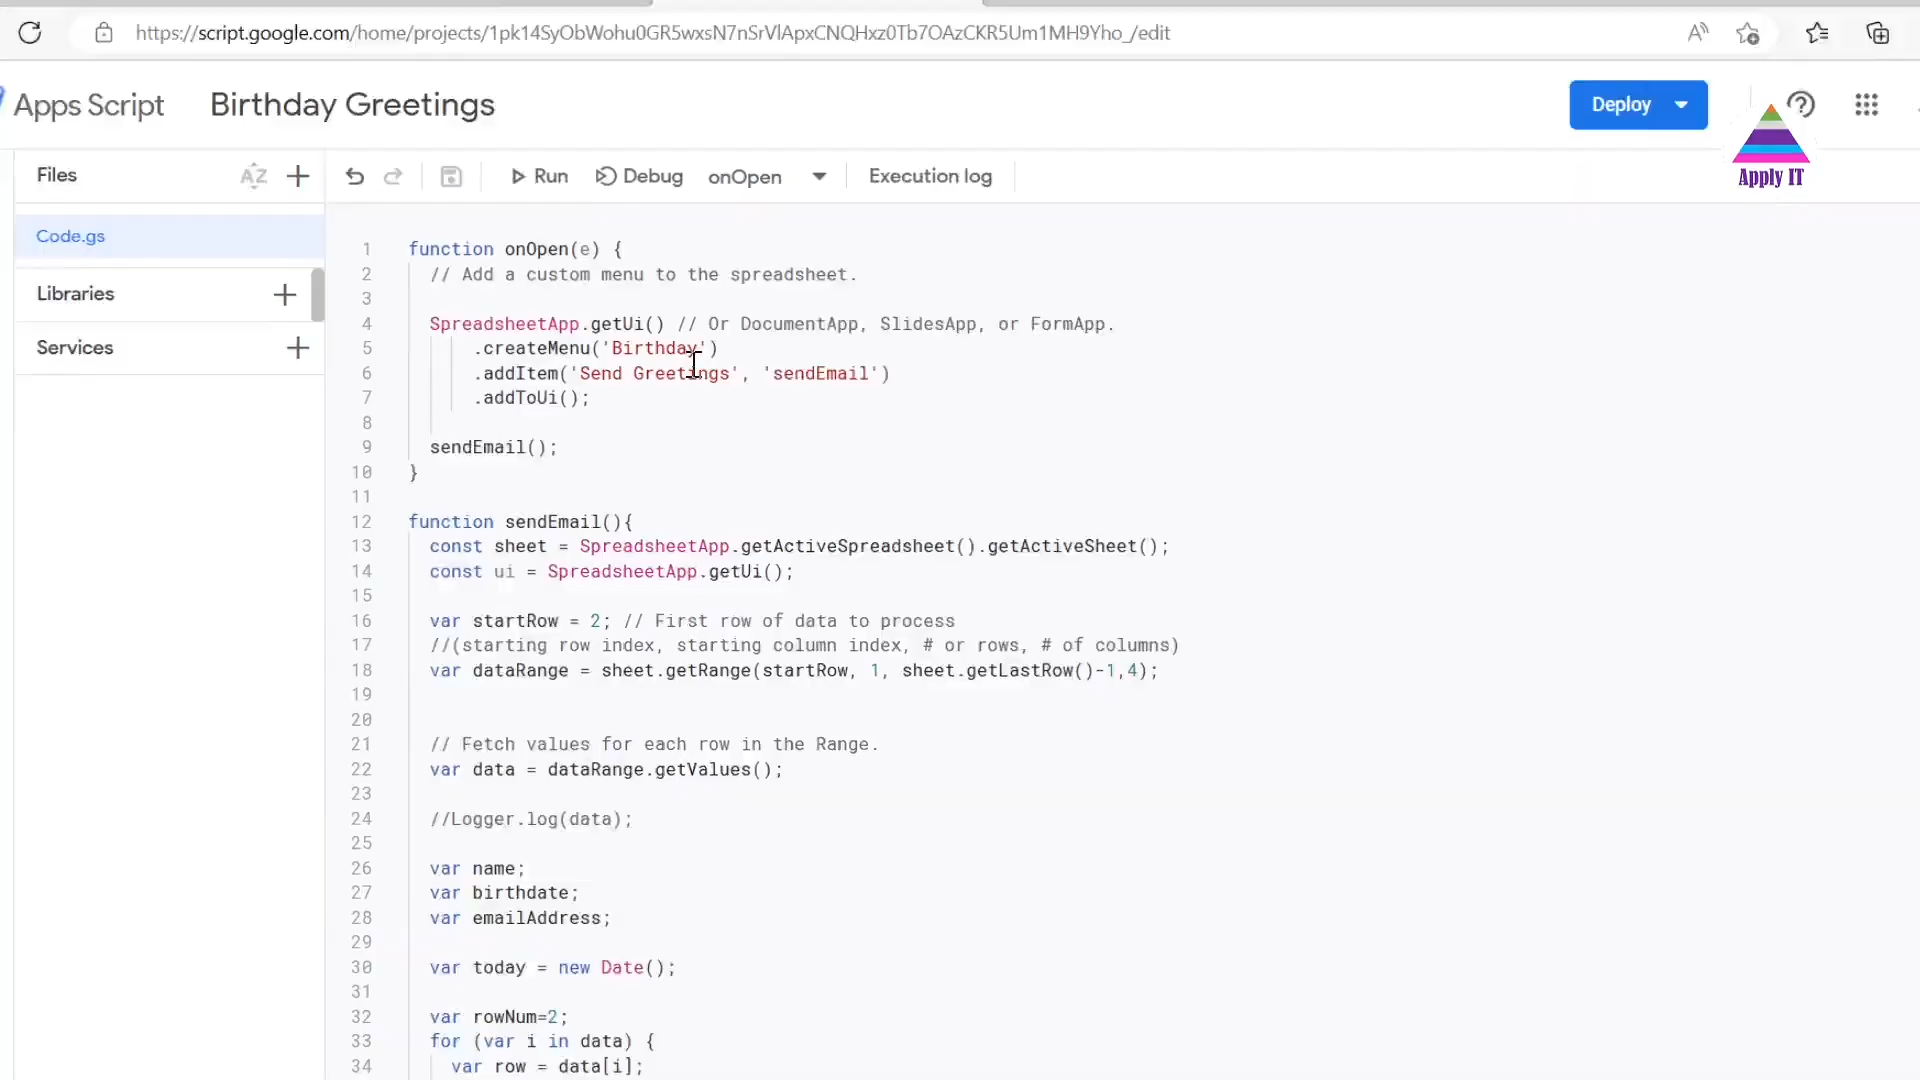 https://script.google.com/home/projects/1pk14SyObWohu0GR5wxsN7nSrVlApxCNQHxz0Tb7OAzCKR5Um1MH9Yho_/edit
Apps Script
Birthday Greetings
Deploy
Apply IT
Files
AZ
Run
Debug
onOpen
Execution log
Code.gs
Libraries
Services
1 function onOpen(e) {
2 // Add a custom menu to the spreadsheet.
3
4 SpreadsheetApp.getUi() // Or DocumentApp, SlidesApp, or FormApp.
5 .createMenu('Birthday')
6 .addItem('Send Greetings', 'sendEmail')
7 .addToUi();
8
9 sendEmail();
10 }
11
12 function sendEmail(){
13 const sheet = SpreadsheetApp.getActiveSpreadsheet().getActiveSheet();
14 const ui = SpreadsheetApp.getUi();
15
16 var startRow = 2; // First row of data to process
17 //(starting row index, starting column index, # or rows, # of columns)
18 var dataRange = sheet.getRange(startRow, 1, sheet.getLastRow()-1,4);
19
20
21 // Fetch values for each row in the Range.
22 var data = dataRange.getValues();
23
24 //Logger.log(data);
25
26 var name;
27 var birthdate;
28 var emailAddress;
29
30 var today = new Date();
31
32 var rowNum=2;
33 for (var i in data) {
34 var row = data[i];